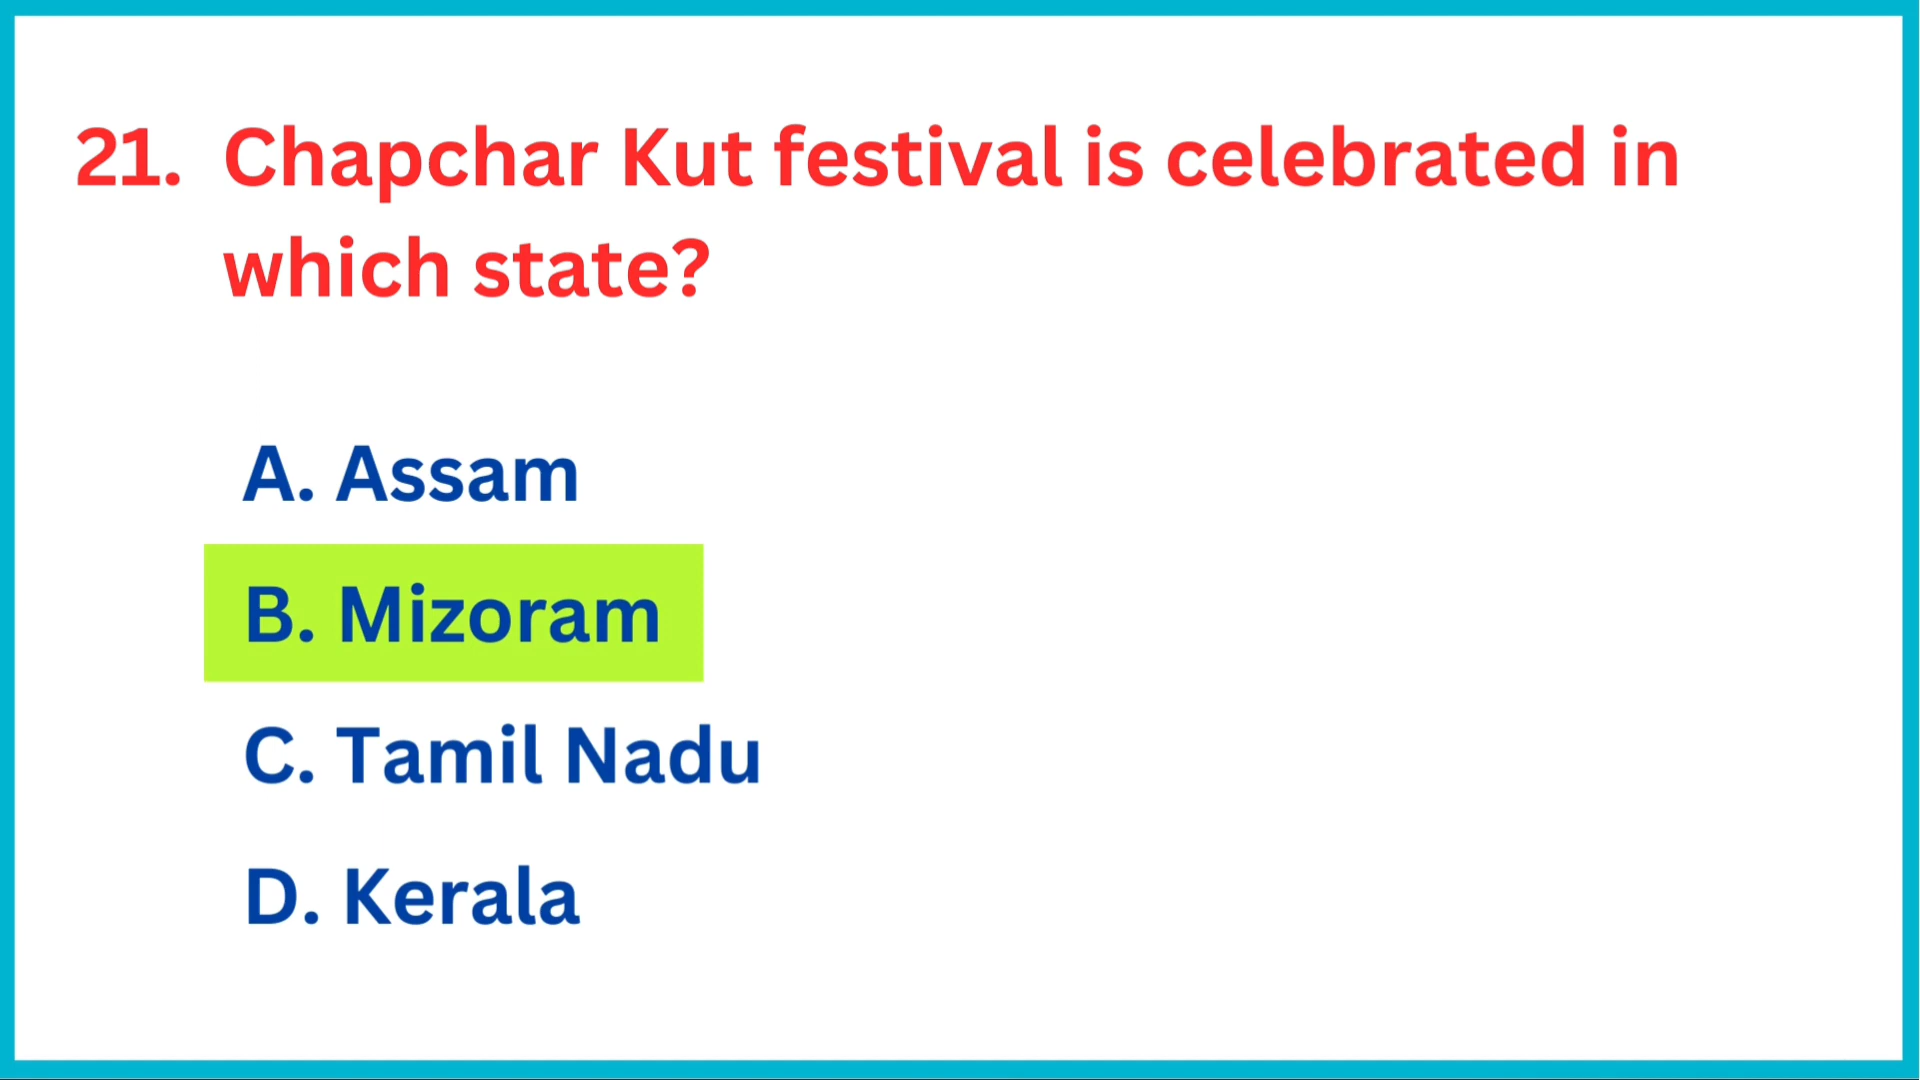 21. Chapchar Kut festival is celebrated in
which state?
A. Assam
B. Mizoram
C. Tamil Nadu
D. Kerala